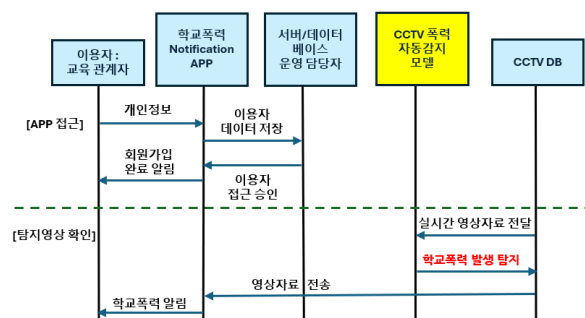 이용자 :
교육 관계자
학교폭력
Notification
APP
서버/데이터
베이스
운영 담당자
CCTV 폭력
자동감지
모델
CCTV DB
[APP 접근]
개인정보
이용자
데이터 저장
회원가입
완료 알림
이용자
접근 승인
[탐지영상 확인]
실시간 영상자료 전달
학교폭력 발생 탐지
영상자료 전송
학교폭력 알림